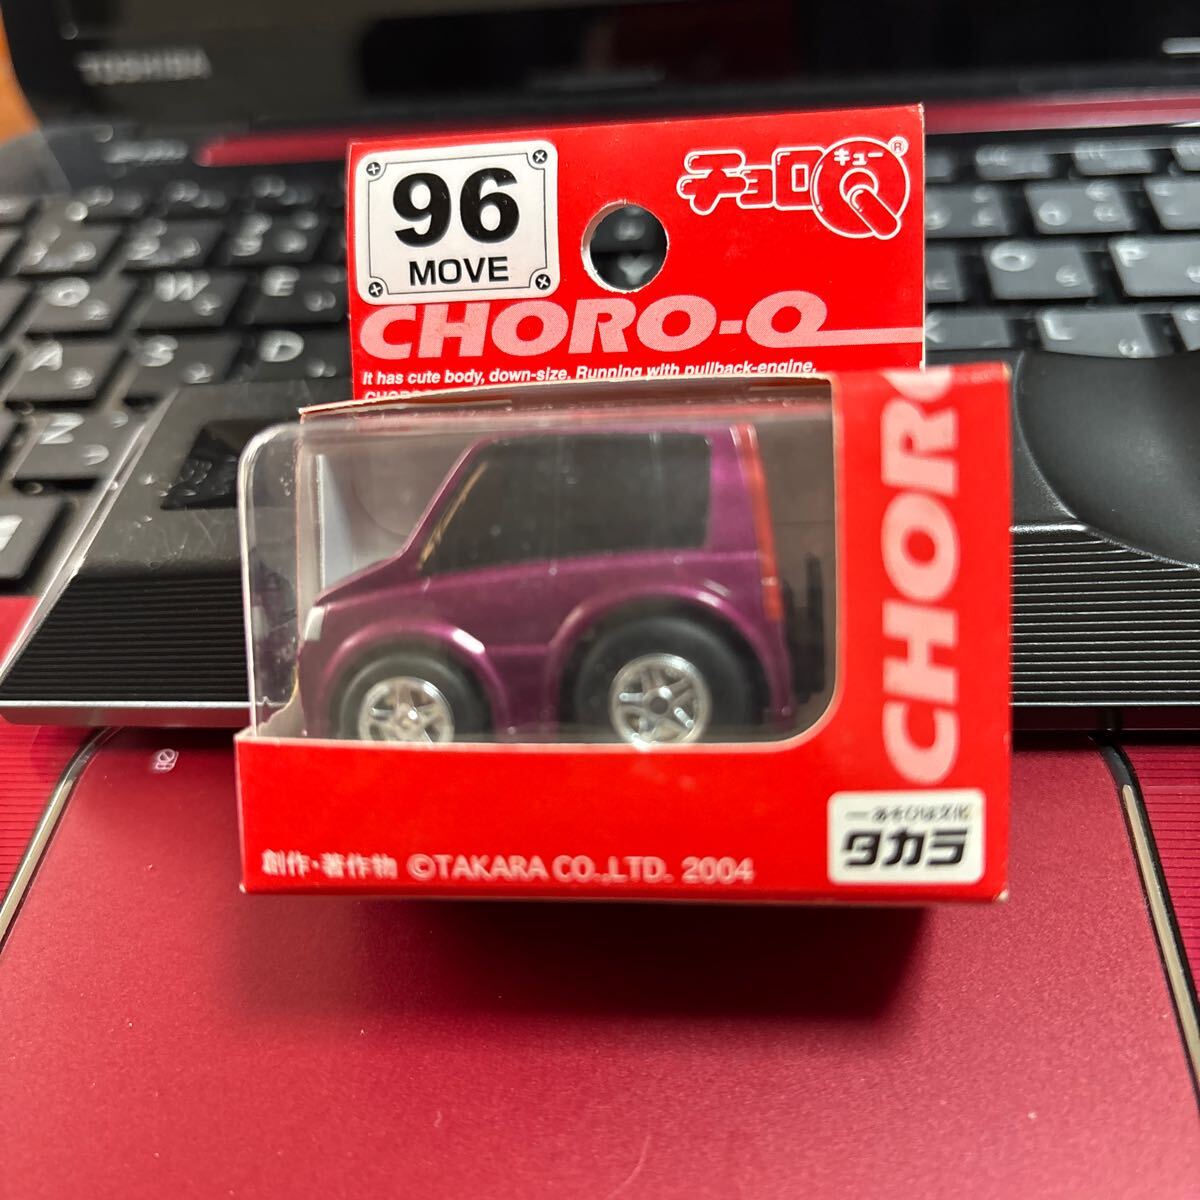 TOSHIBA
96
MOVE
チョロ
キュー
®
CHORO-Q
It has cute body, down-size. Running with pullback-engine.
CHORO
あそびは文化
タカラ
創作・著作物 ©TAKARA CO.,LTD. 2004
Q
W
E
A
S
D
Z
O
P
K
L